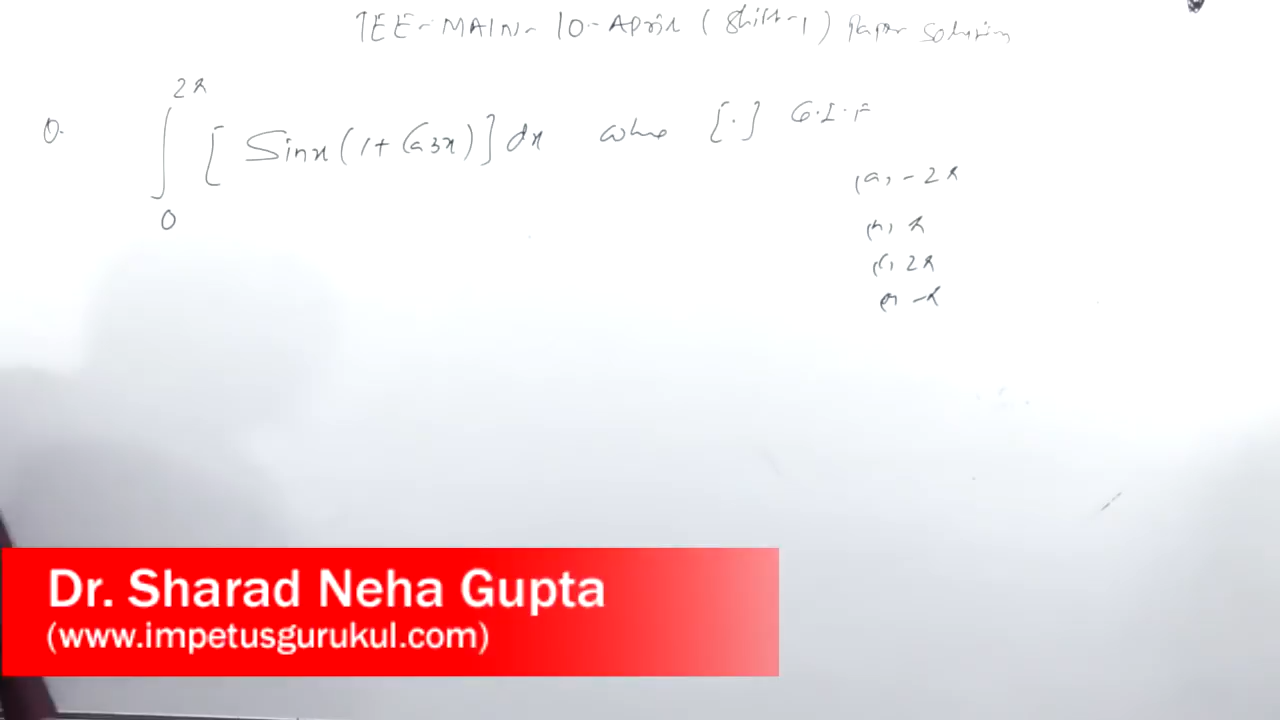 JEE-MAIN- 10-April (Shift-1) Paper Solution
Q. ∫₀^{2π} [Sinx(1+Cos3x)]dx where [.] G.I.F
(a) -2π
(b) π
(c) 2π
(d) -π
Dr. Sharad Neha Gupta
(www.impetusgurukul.com)